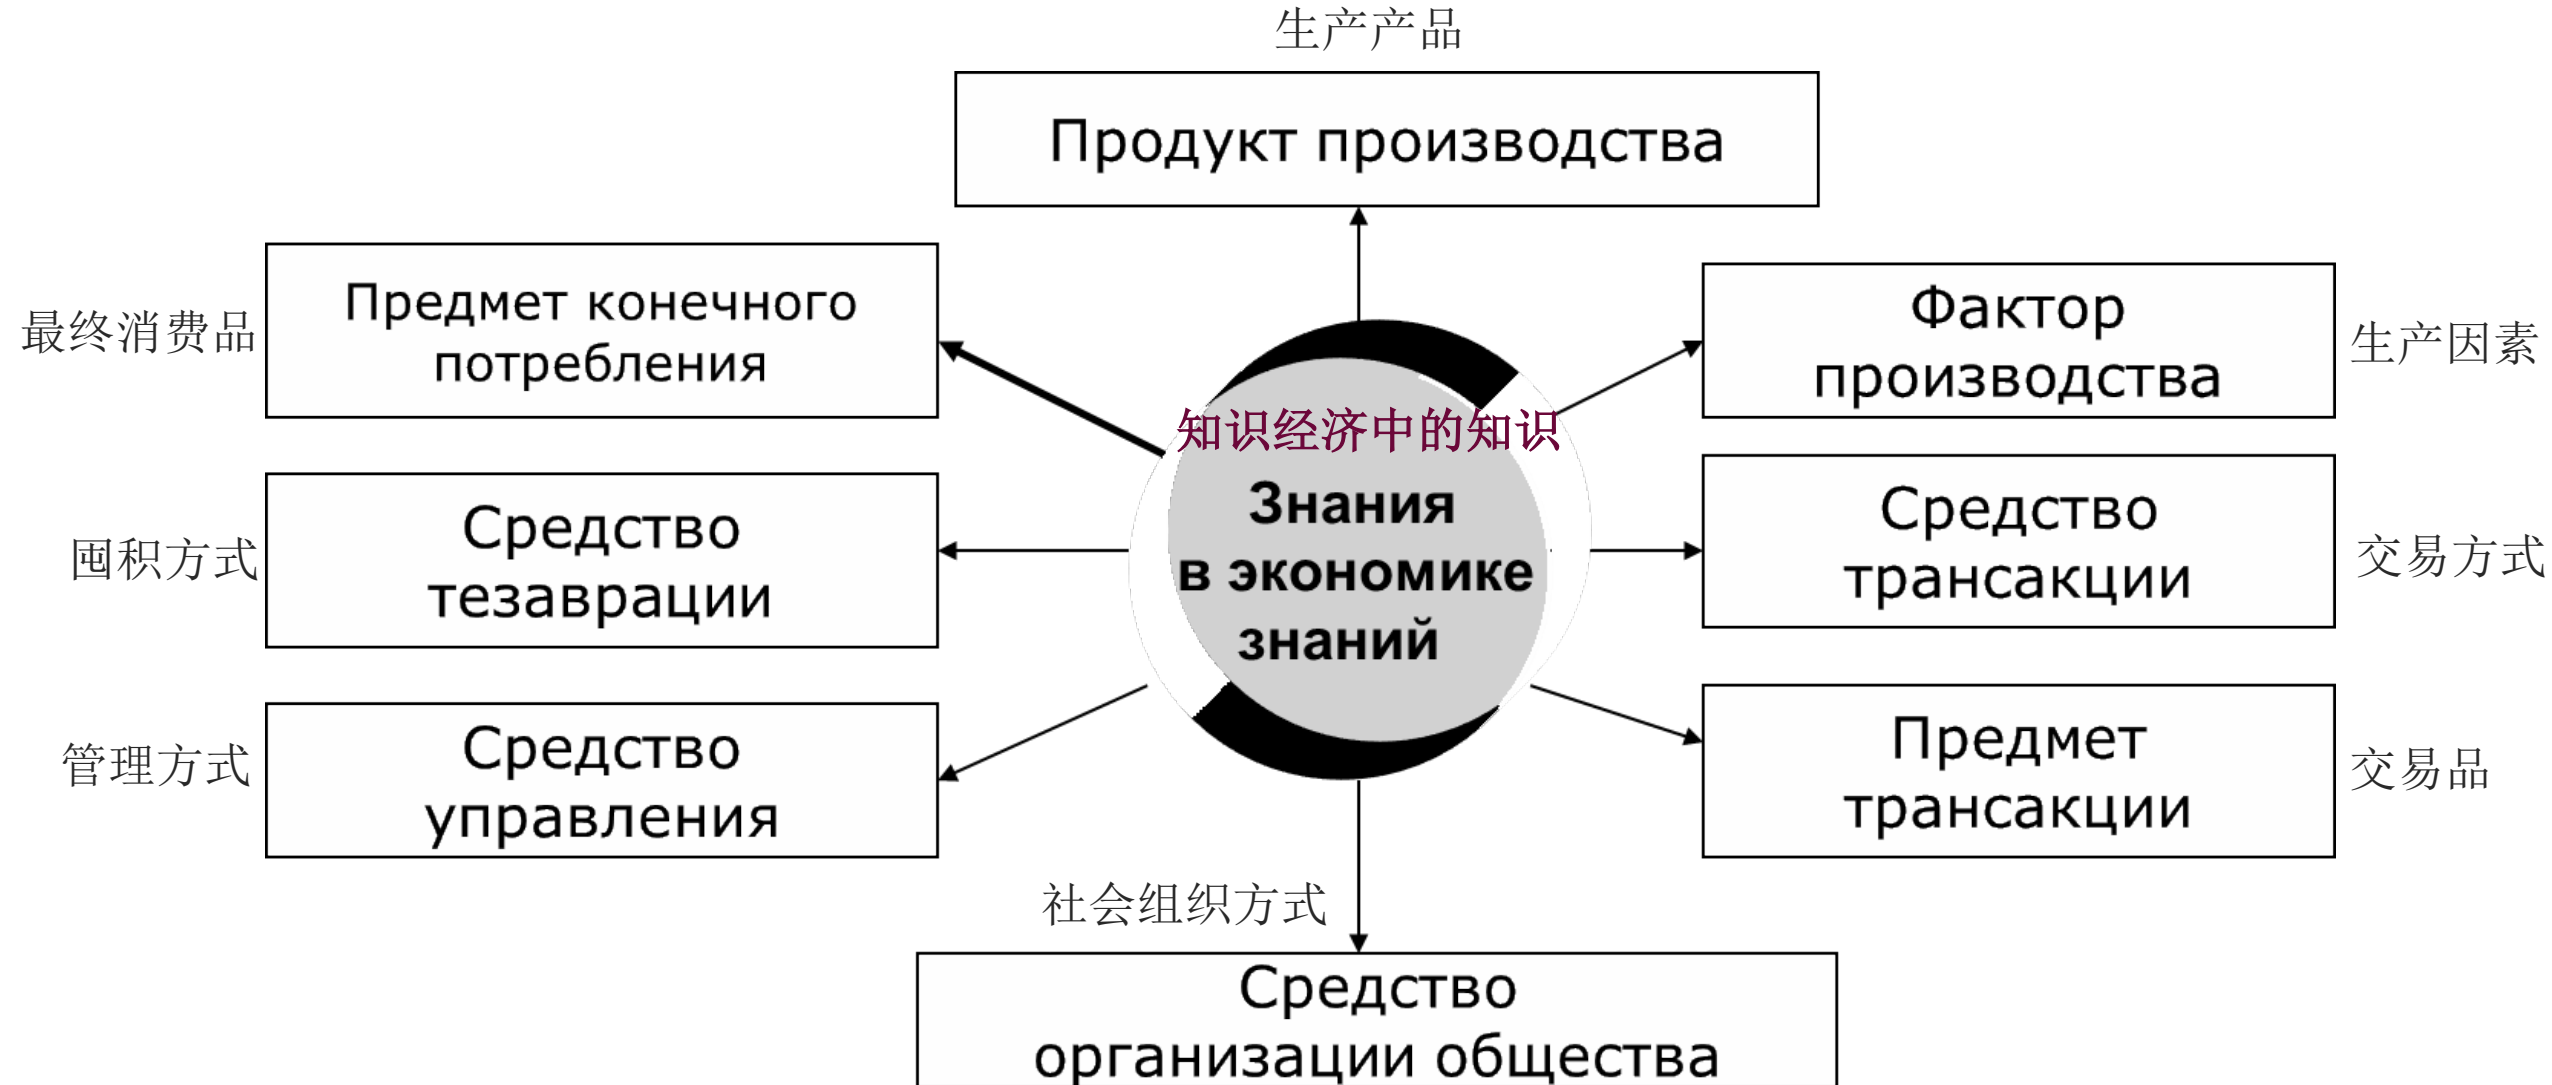 生产产品
Продукт производства
最终消费品
Предмет конечного
потребления
Фактор
производства
生产因素
知识经济中的知识
Знания
в экономике
знаний
囤积方式
Средство
тезаврации
Средство
трансакции
交易方式
管理方式
Средство
управления
Предмет
трансакции
交易品
社会组织方式
Средство
организации общества